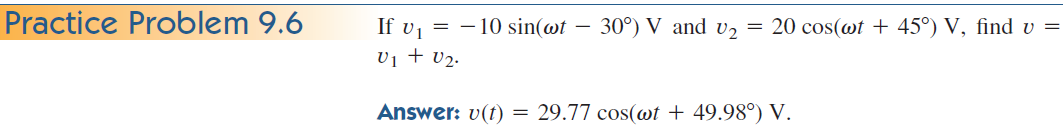 Practice Problem 9.6
If v₁ = −10 sin(ωt − 30°) V and v₂ = 20 cos(ωt + 45°) V, find v =
v₁ + v₂.
Answer: v(t) = 29.77 cos(ωt + 49.98°) V.